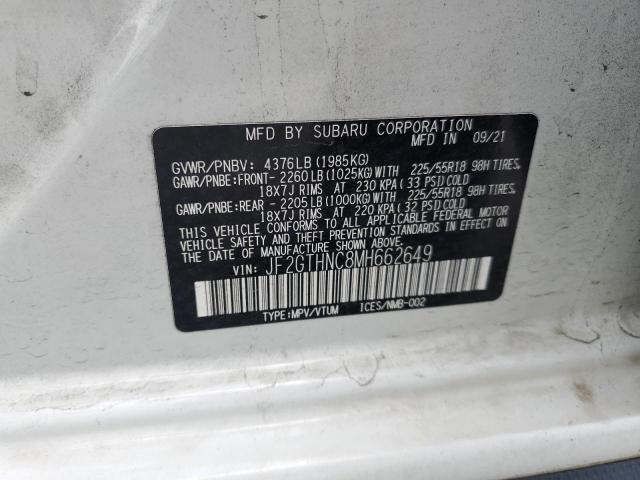 MFD BY SUBARU CORPORATION
MFD IN 09/21
GVWR/PNBV: 4376LB(1985KG)
GAWR/PNBE:FRONT- 2260LB(1025KG)WITH 225/55R18 98H TIRES,
18X7J RIMS AT 230 KPA(33 PSI)COLD
GAWR/PNBE:REAR - 2205LB(1000KG)WITH 225/55R18 98H TIRES,
18X7J RIMS AT 220 KPA(32 PSI)COLD
THIS VEHICLE CONFORMS TO ALL APPLICABLE FEDERAL MOTOR
VEHICLE SAFETY AND BUMPER STANDARDS IN EFFECT ON
THE DATE OF MANUFACTURE SHOWN ABOVE.
VIN: JF2GTHNC8MH662649
TYPE:MPV/VTUM ICES/NMB-002